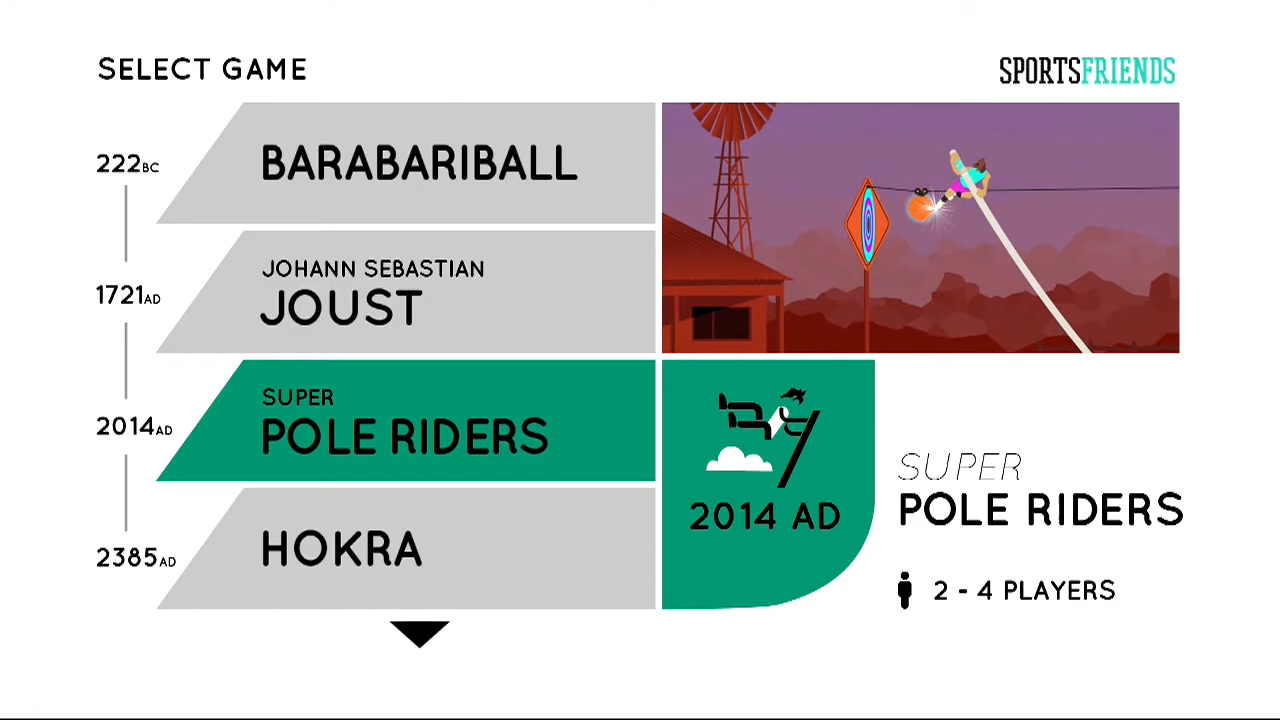 SELECT GAME
SPORTSFRIENDS
222BC
BARABARIBALL
1721AD
JOHANN SEBASTIAN
JOUST
2014AD
SUPER
POLE RIDERS
2385AD
HOKRA
2014 AD
SUPER
POLE RIDERS
2 - 4 PLAYERS